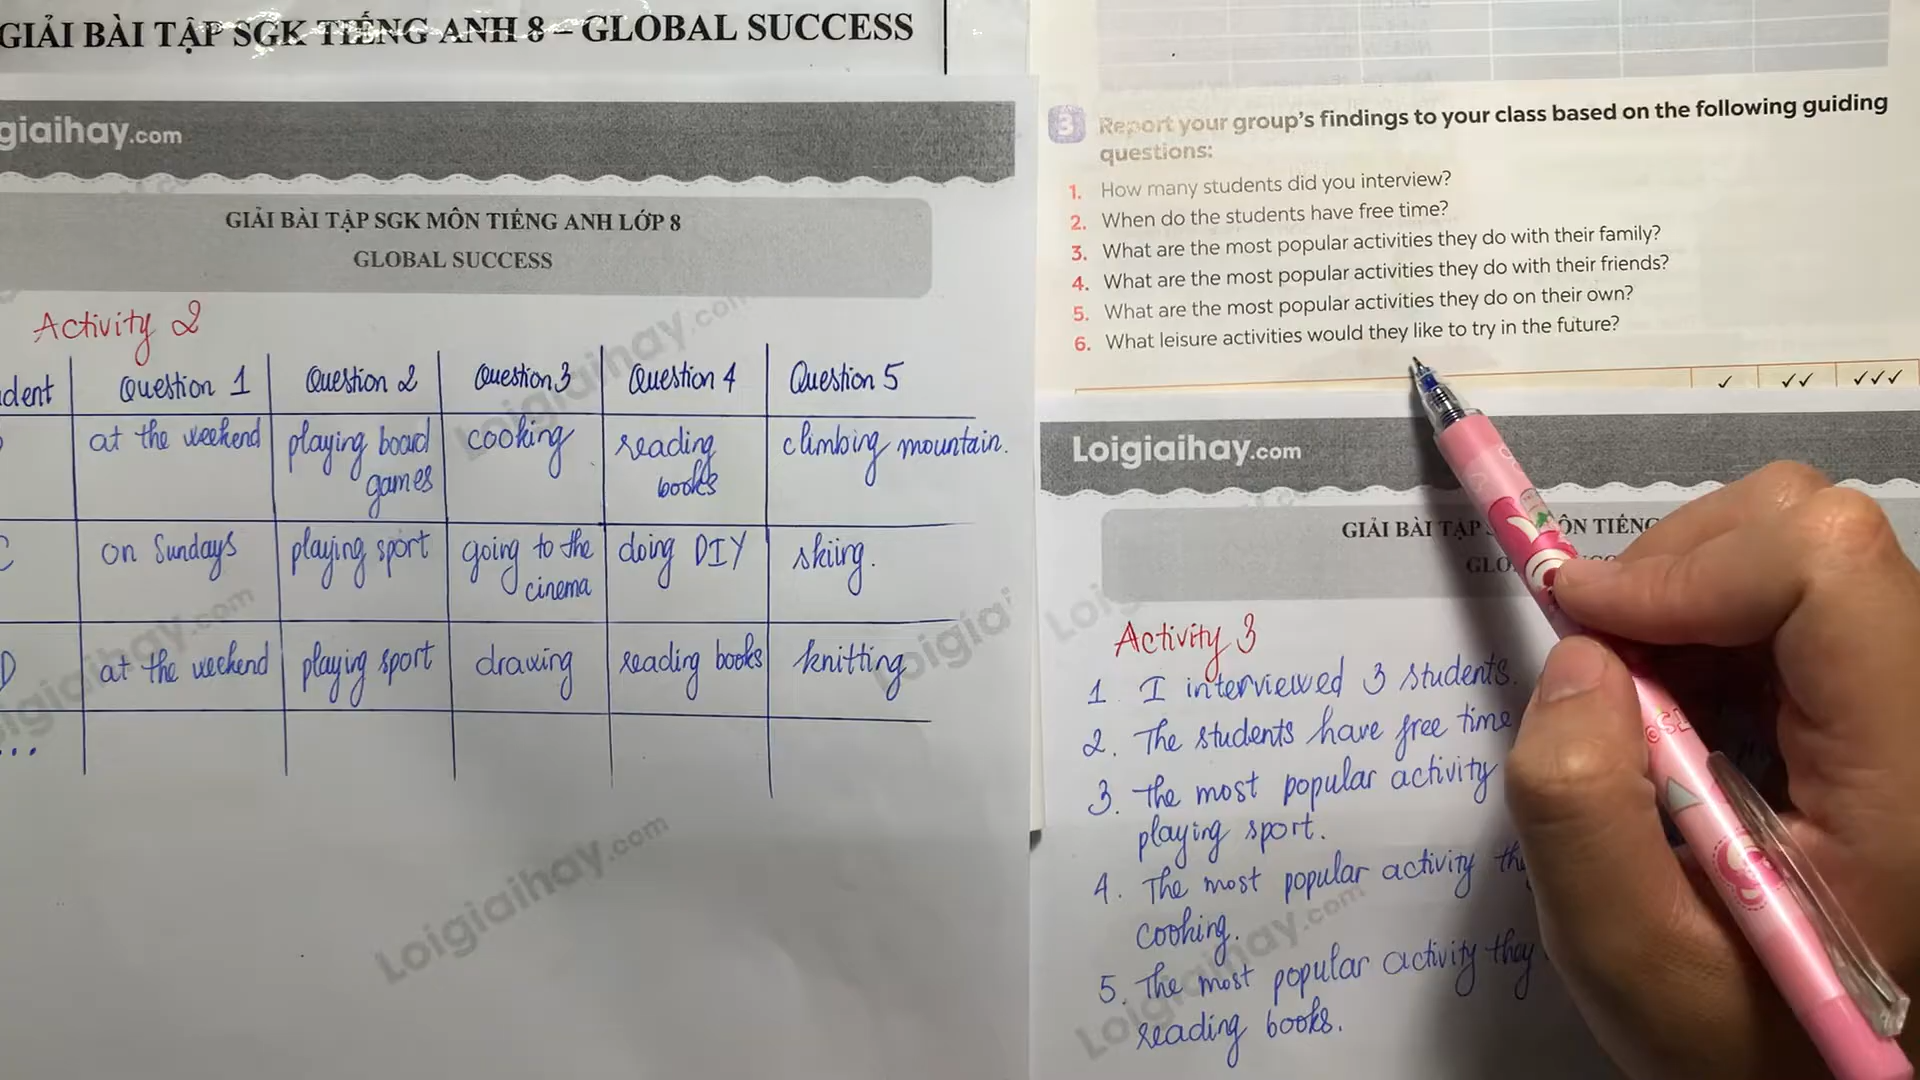 GIẢI BÀI TẬP SGK TIẾNG ANH 8 – GLOBAL SUCCESS
giaihay.com
GIẢI BÀI TẬP SGK MÔN TIẾNG ANH LỚP 8
GLOBAL SUCCESS
Activity 2
dent Question 1 Question 2 Question 3 Question 4 Question 5
at the weekend playing board games cooking reading books climbing mountain.
C on Sundays playing sport going to the cinema doing DIY skiing.
D at the weekend playing sport drawing reading books knitting
...
Loigiaihay.com
3 Report your group's findings to your class based on the following guiding
questions:
1. How many students did you interview?
2. When do the students have free time?
3. What are the most popular activities they do with their family?
4. What are the most popular activities they do with their friends?
5. What are the most popular activities they do on their own?
6. What leisure activities would they like to try in the future?
✓ ✓✓ ✓✓✓
Loigiaihay.com
GIẢI BÀI TẬP MÔN TIẾNG
Activity 3
1. I interviewed 3 students.
2. The students have free time
3. The most popular activity
playing sport.
4. The most popular activity the
cooking.
5. The most popular activity they
reading books.
Loigiaihay.com